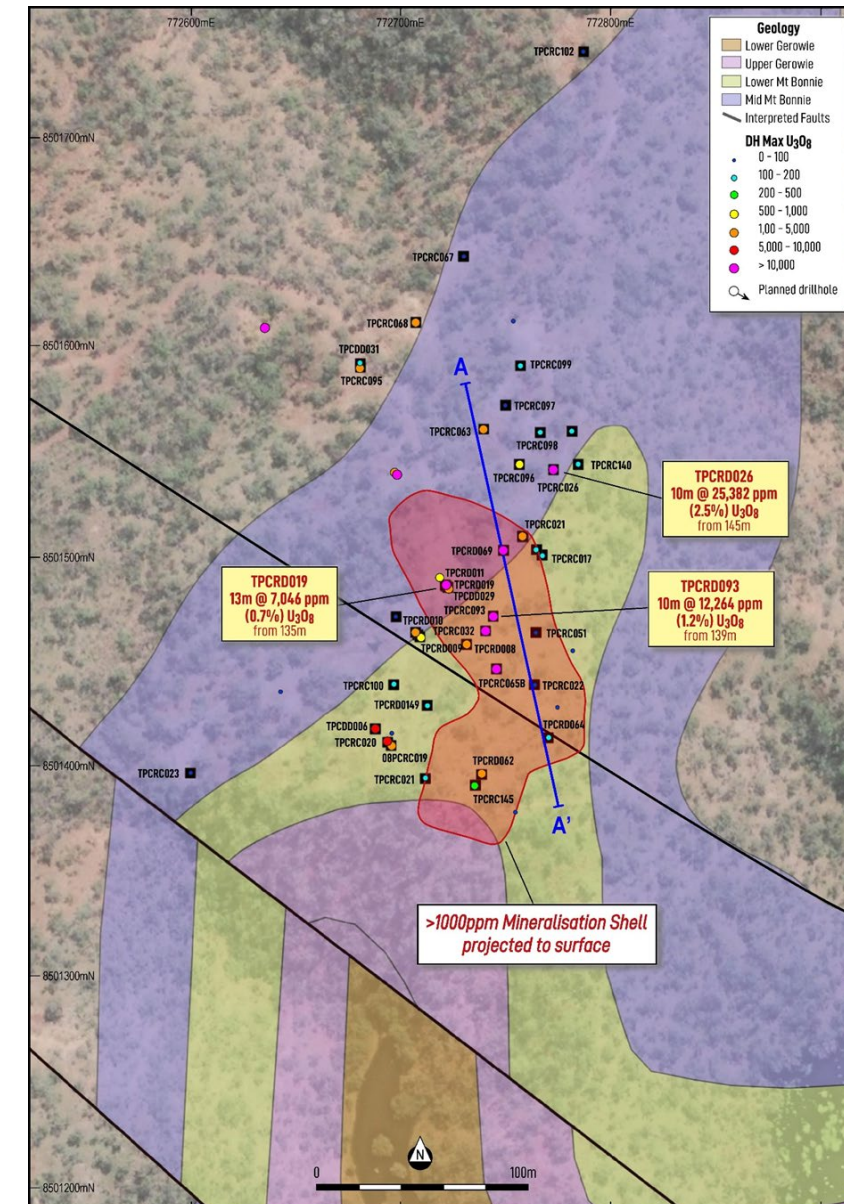 772600mE
772700mE
772800mE
TPCRC102
Geology
Lower Gerowie
Upper Gerowie
Lower Mt Bonnie
Mid Mt Bonnie
Interpreted Faults
DH Max U₃O₈
0 - 100
100 - 200
200 - 500
500 - 1,000
1,00 - 5,000
5,000 - 10,000
> 10,000
Planned drillhole
8501700mN
TPCRC067
TPCRC068
8501600mN
TPCDD031
TPCRC095
TPCRC099
A
TPCRC097
TPCRC063
TPCRC098
TPCRC096
TPCRC026
TPCRC140
TPCRD026
10m @ 25,382 ppm
(2.5%) U₃O₈
from 145m
TPCRC021
8501500mN
TPCRD069
TPCRC017
TPCRD011
TPCRD019
TPCDD029
TPCRD019
13m @ 7,046 ppm
(0.7%) U₃O₈
from 135m
TPCRD093
10m @ 12,264 ppm
(1.2%) U₃O₈
from 139m
TPCRC093
TPCRD010
TPCRC032
TPCRC051
TPCRD009
TPCRD008
TPCRC065B
TPCRC022
TPCRC100
TPCRD0149
TPCDD006
TPCRD064
TPCRC020
08PCRC019
8501400mN
TPCRC023
TPCRC021
TPCRD062
TPCRC145
A'
>1000ppm Mineralisation Shell
projected to surface
8501300mN
N
0
100m
8501200mN